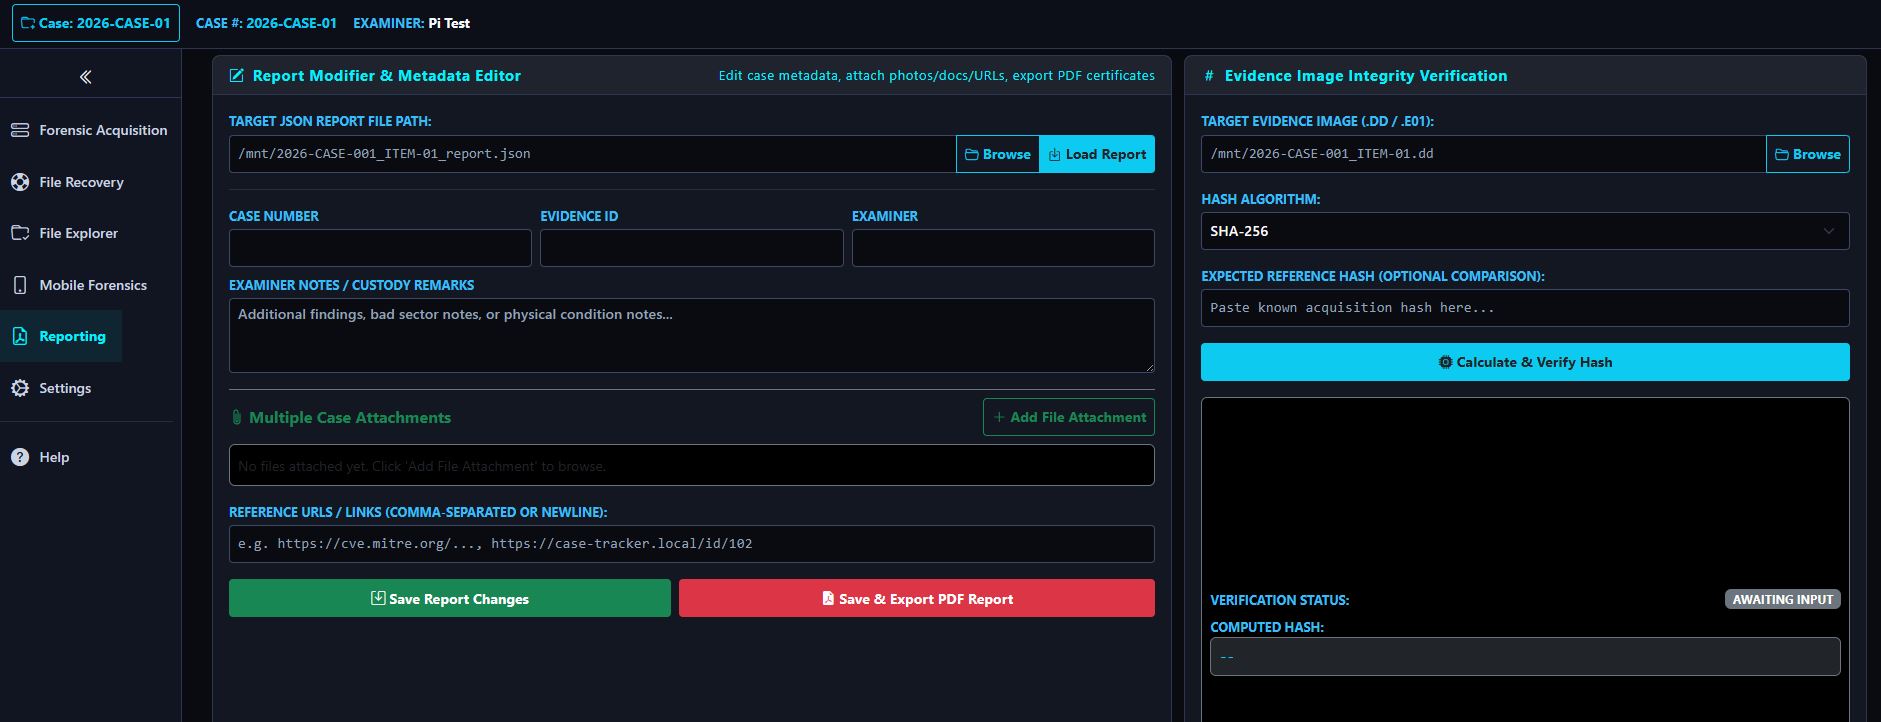 Case: 2026-CASE-01 CASE #: 2026-CASE-01 EXAMINER: Pi Test
Forensic Acquisition
File Recovery
File Explorer
Mobile Forensics
Reporting
Settings
Help
Report Modifier & Metadata Editor Edit case metadata, attach photos/docs/URLs, export PDF certificates
TARGET JSON REPORT FILE PATH:
/mnt/2026-CASE-001_ITEM-01_report.json Browse Load Report
CASE NUMBER EVIDENCE ID EXAMINER
EXAMINER NOTES / CUSTODY REMARKS
Additional findings, bad sector notes, or physical condition notes...
Multiple Case Attachments + Add File Attachment
No files attached yet. Click 'Add File Attachment' to browse.
REFERENCE URLS / LINKS (COMMA-SEPARATED OR NEWLINE):
e.g. https://cve.mitre.org/..., https://case-tracker.local/id/102
Save Report Changes Save & Export PDF Report
# Evidence Image Integrity Verification
TARGET EVIDENCE IMAGE (.DD / .E01):
/mnt/2026-CASE-001_ITEM-01.dd Browse
HASH ALGORITHM:
SHA-256
EXPECTED REFERENCE HASH (OPTIONAL COMPARISON):
Paste known acquisition hash here...
Calculate & Verify Hash
VERIFICATION STATUS: AWAITING INPUT
COMPUTED HASH:
--